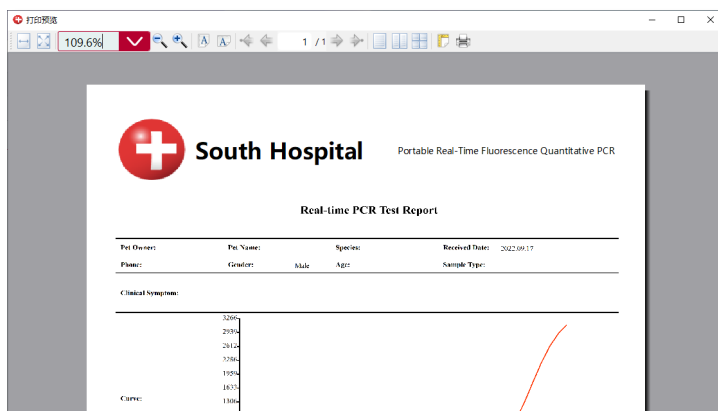 打印预览
109.6%
1 / 1
South Hospital
Portable Real-Time Fluorescence Quantitative PCR
Real-time PCR Test Report
Pet Owner: Pet Name: Species: Received Date: 2022.09.17
Phone: Gender: Male Age: Sample Type:
Clinical Symptom:
3266
2939
2612
2286
1959
1633
Curve: 1306